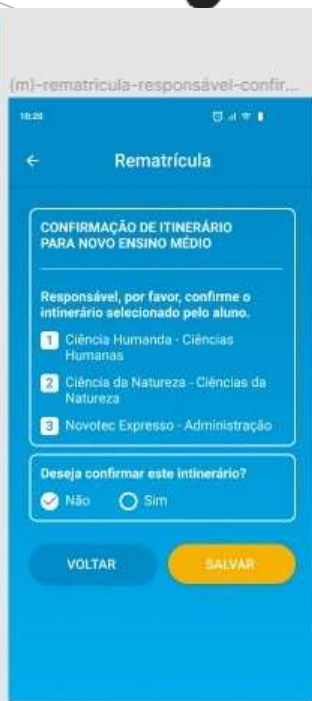 (m)-rematricula-responsável-confir...
16:20
Rematrícula
CONFIRMAÇÃO DE ITINERÁRIO
PARA NOVO ENSINO MÉDIO
Responsável, por favor, confirme o
intinerário selecionado pelo aluno.
1 Ciência Humanda - Ciências
Humanas
2 Ciência da Natureza - Ciências da
Natureza
3 Novotec Expresso - Administração
Deseja confirmar este intinerário?
Não Sim
VOLTAR SALVAR